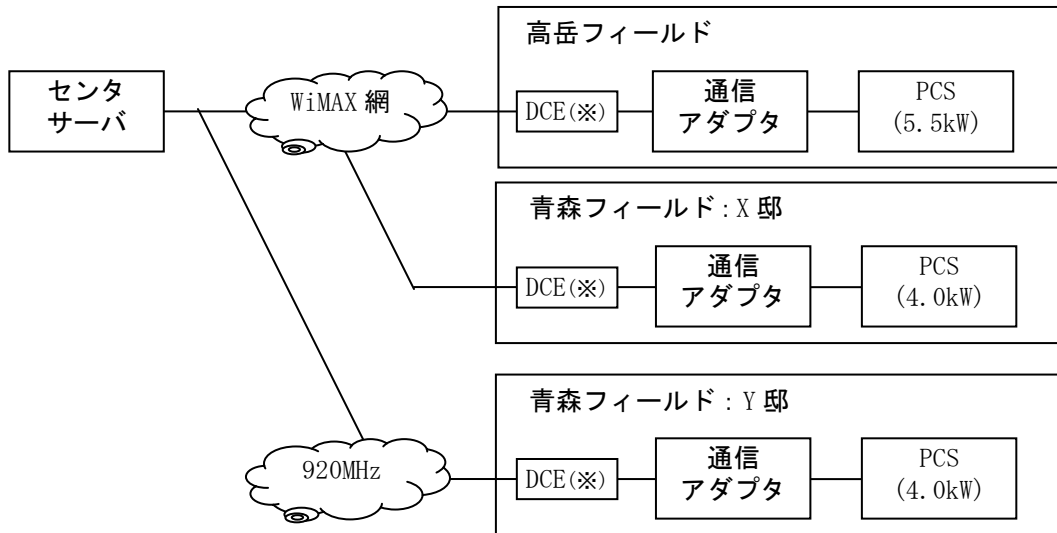 高岳フィールド
センタ
サーバ
WiMAX 網
DCE(※)
通信
アダプタ
PCS
(5.5kW)
青森フィールド：X 邸
DCE(※)
通信
アダプタ
PCS
(4.0kW)
青森フィールド：Y 邸
920MHz
DCE(※)
通信
アダプタ
PCS
(4.0kW)